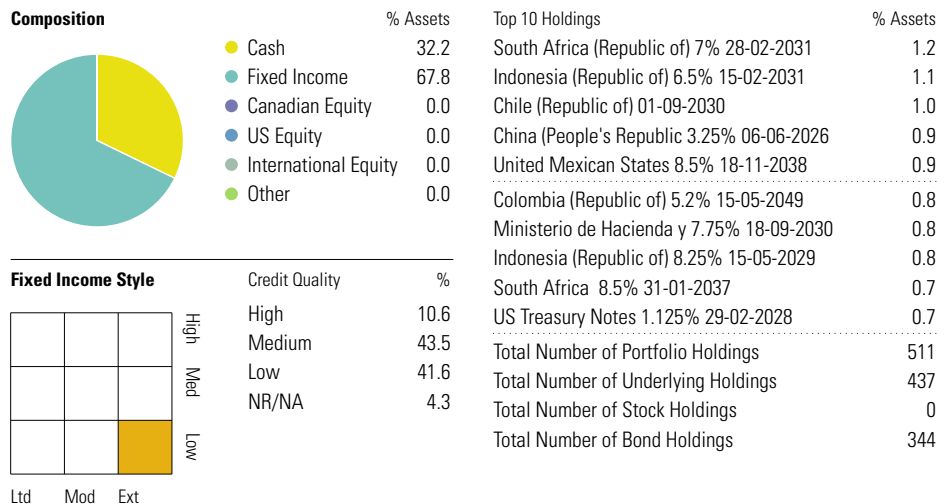 Composition % Assets
Cash 32.2
Fixed Income 67.8
Canadian Equity 0.0
US Equity 0.0
International Equity 0.0
Other 0.0
Fixed Income Style
High
Med
Low
Ltd Mod Ext
Credit Quality %
High 10.6
Medium 43.5
Low 41.6
NR/NA 4.3
Top 10 Holdings % Assets
South Africa (Republic of) 7% 28-02-2031 1.2
Indonesia (Republic of) 6.5% 15-02-2031 1.1
Chile (Republic of) 01-09-2030 1.0
China (People's Republic 3.25% 06-06-2026 0.9
United Mexican States 8.5% 18-11-2038 0.9
Colombia (Republic of) 5.2% 15-05-2049 0.8
Ministerio de Hacienda y 7.75% 18-09-2030 0.8
Indonesia (Republic of) 8.25% 15-05-2029 0.8
South Africa 8.5% 31-01-2037 0.7
US Treasury Notes 1.125% 29-02-2028 0.7
Total Number of Portfolio Holdings 511
Total Number of Underlying Holdings 437
Total Number of Stock Holdings 0
Total Number of Bond Holdings 344